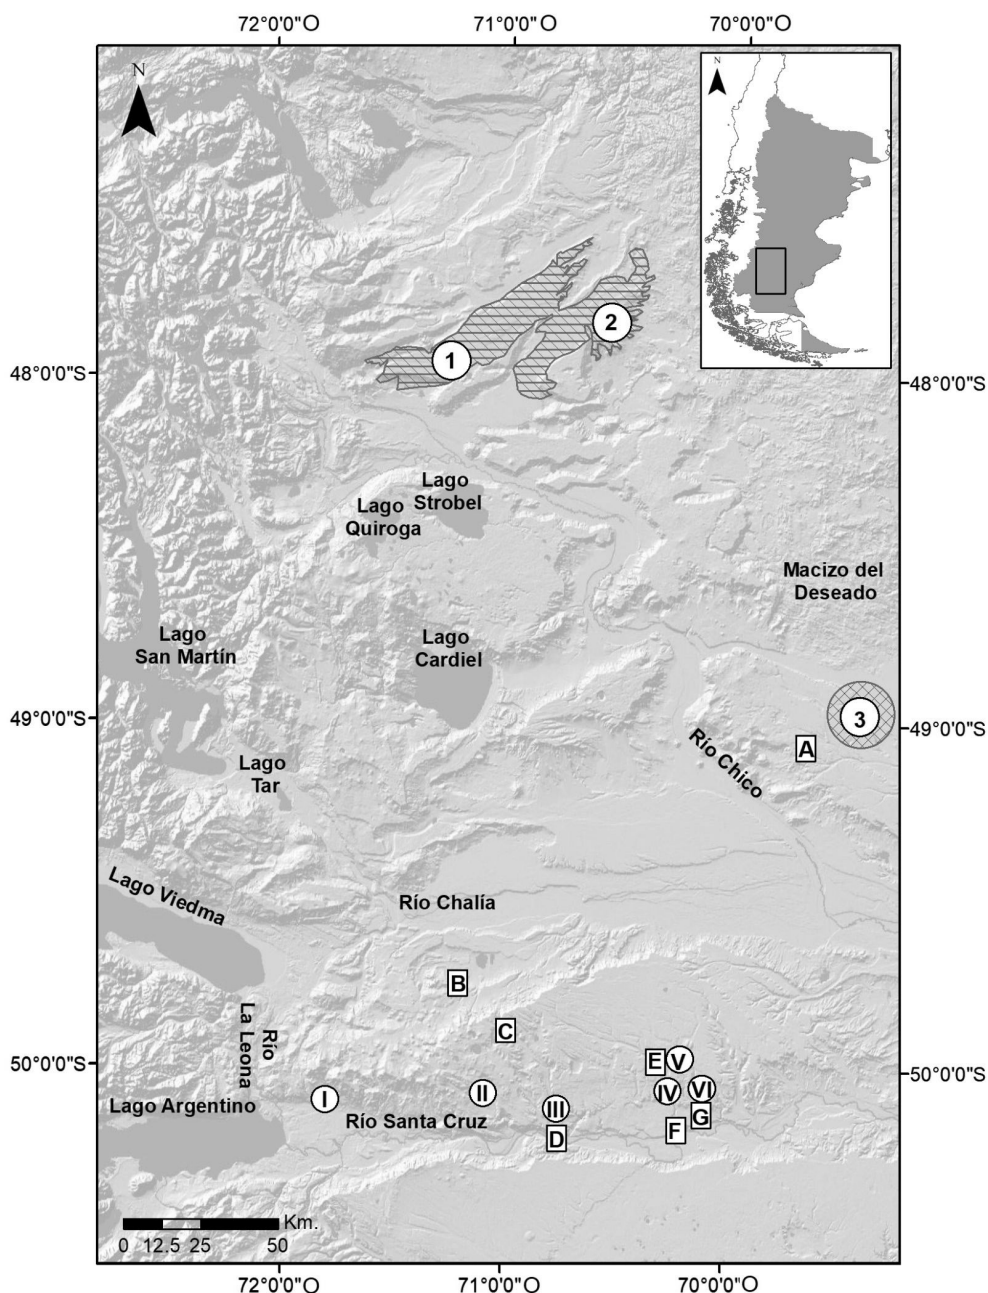 72°0'0"O 71°0'0"O 70°0'0"O
N
N
2
1
48°0'0"S
48°0'0"S
Lago
Strobel
Lago
Quiroga
Macizo del
Deseado
Lago
San Martín
Lago
Cardiel
49°0'0"S
49°0'0"S
3
A
Río Chico
Lago
Tar
Lago Viedma
Río Chalía
B
C
Río
La Leona
50°0'0"S
50°0'0"S
E V
I II IV VI
III
Lago Argentino
Río Santa Cruz
G
F
D
Km.
0 12.5 25 50
72°0'0"O 71°0'0"O 70°0'0"O